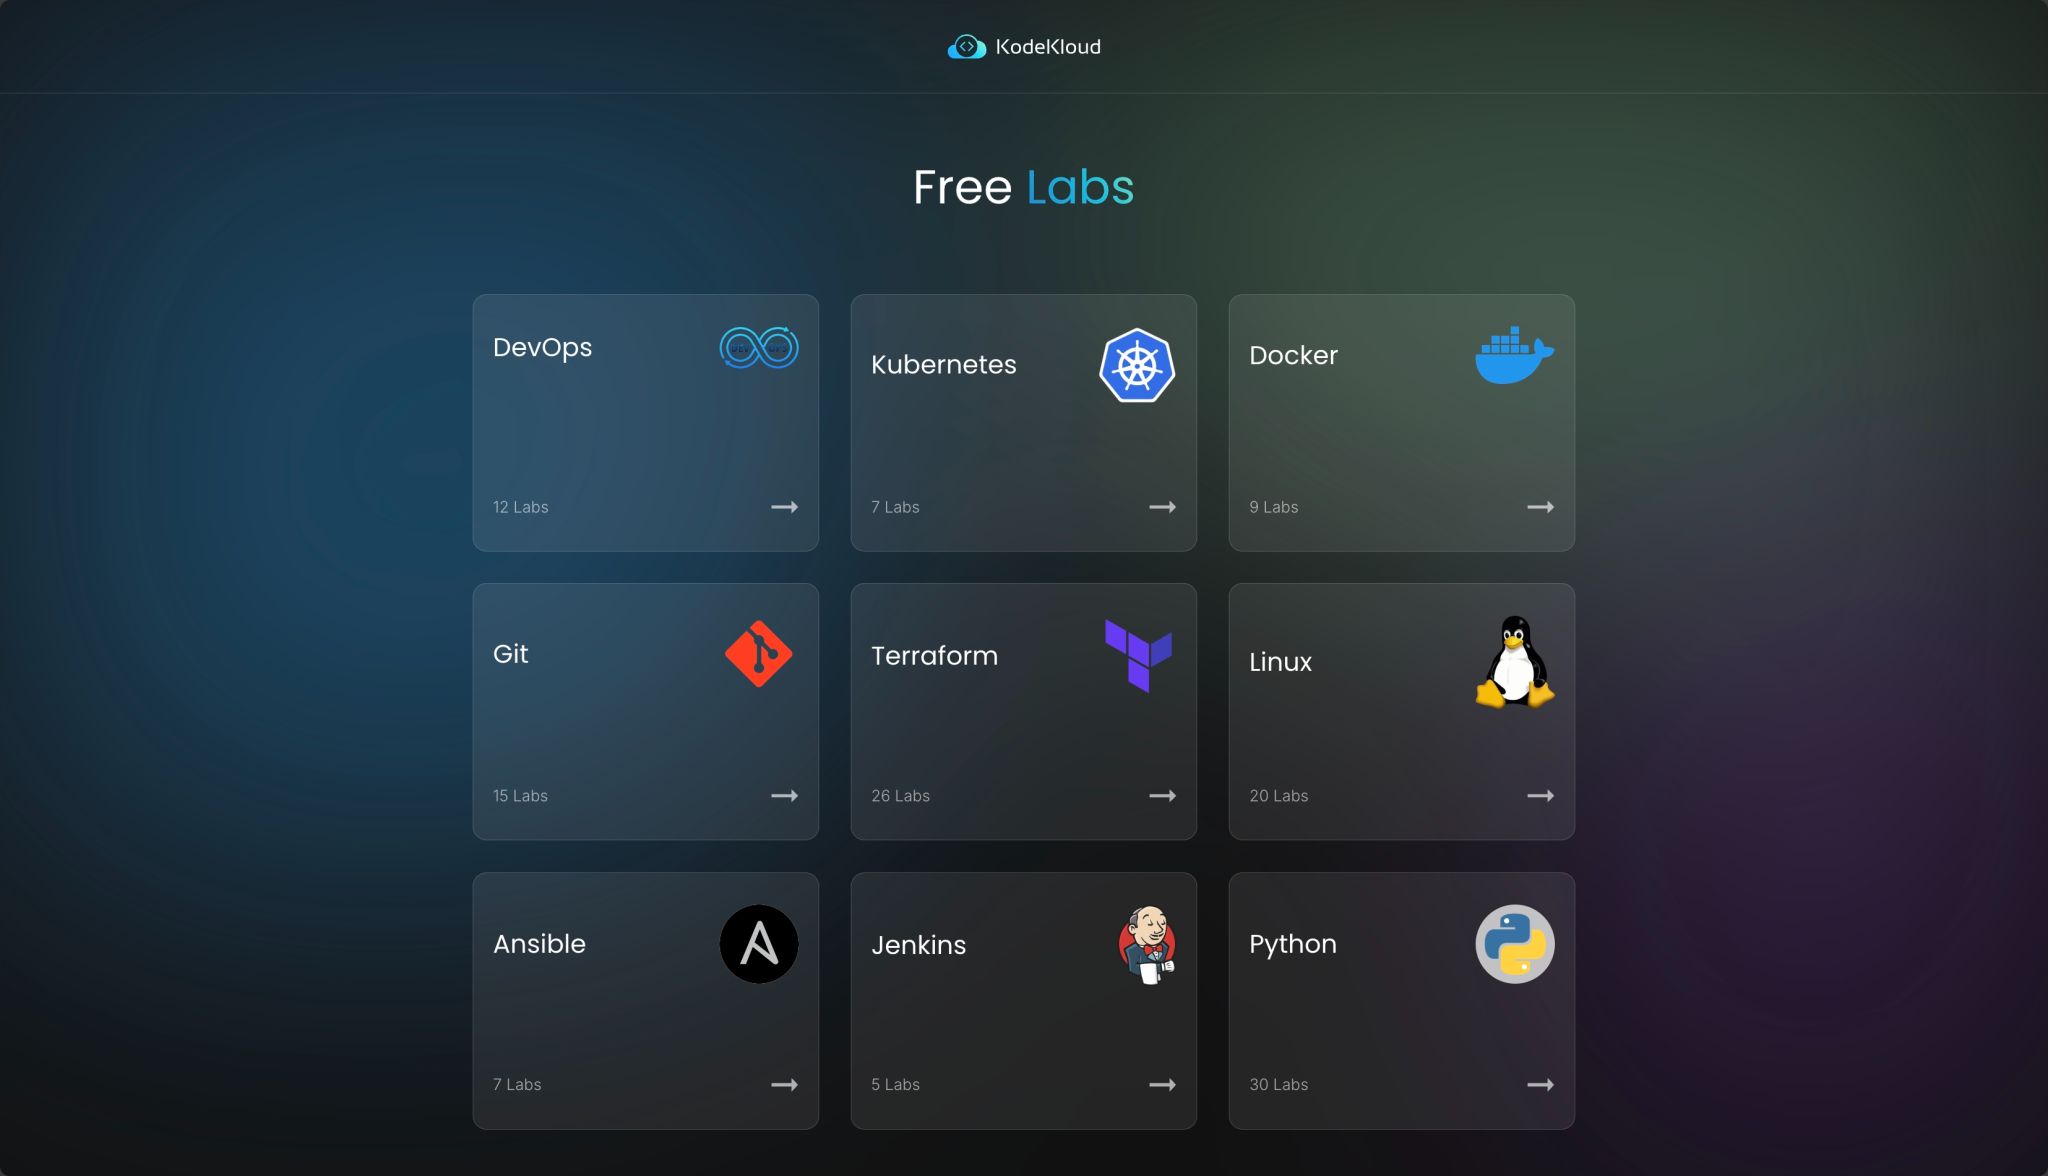 KodeKloud
Free Labs
DevOps
12 Labs
Kubernetes
7 Labs
Docker
9 Labs
Git
15 Labs
Terraform
26 Labs
Linux
20 Labs
Ansible
7 Labs
Jenkins
5 Labs
Python
30 Labs